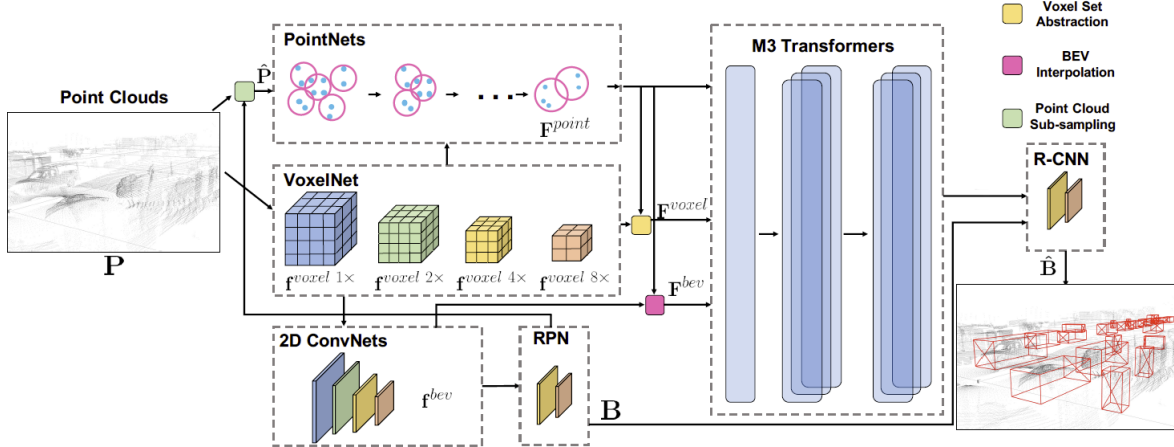 Voxel Set
Abstraction
BEV
Interpolation
Point Cloud
Sub-sampling
Point Clouds
P
P̂
PointNets
F^{point}
VoxelNet
f^{voxel 1×}
f^{voxel 2×}
f^{voxel 4×}
f^{voxel 8×}
F^{voxel}
F^{bev}
2D ConvNets
f^{bev}
RPN
B
M3 Transformers
R-CNN
B̂